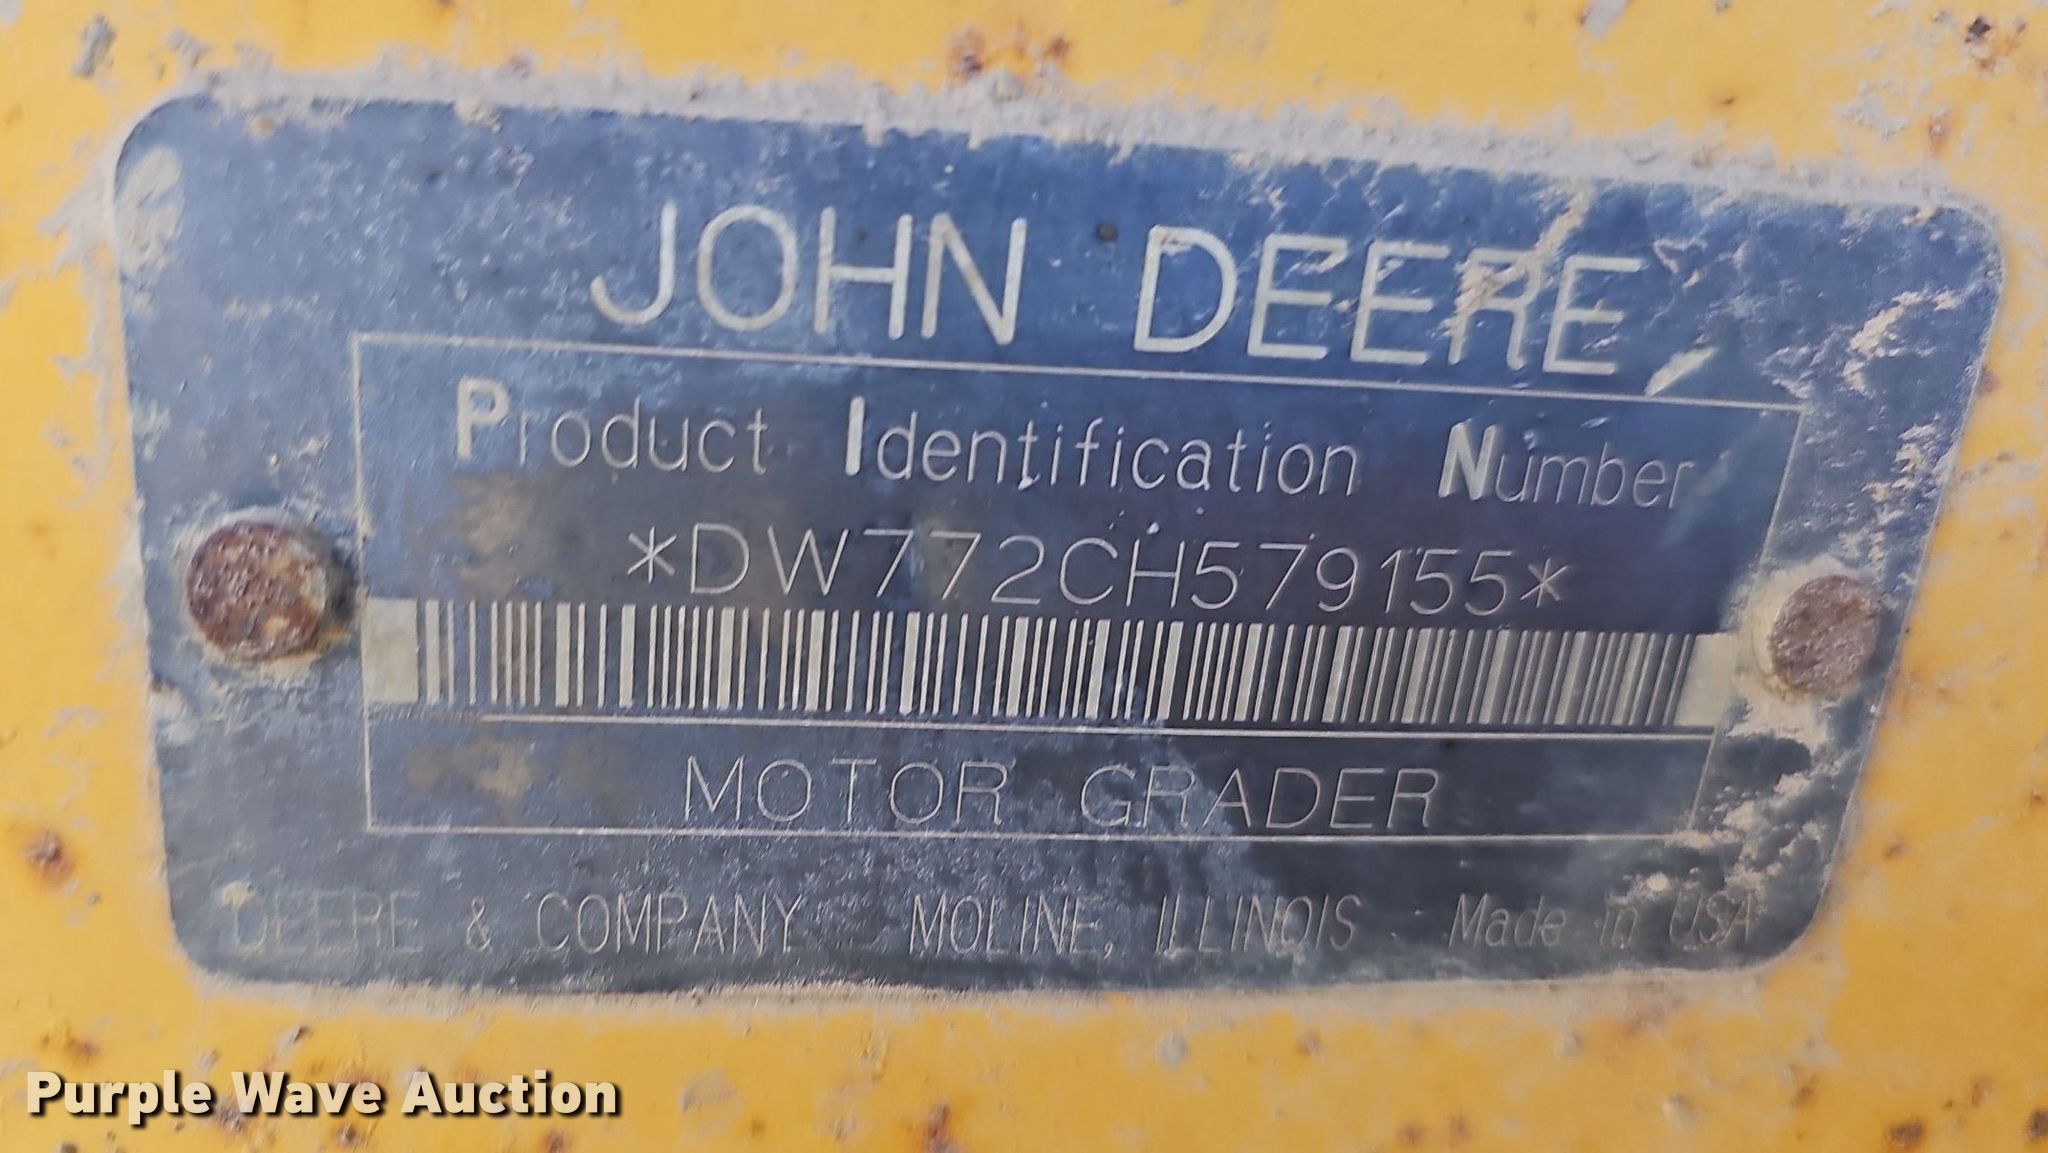 JOHN DEERE
Product Identification Number
*DW772CH579155*
MOTOR GRADER
DEERE & COMPANY MOLINE, ILLINOIS Made in USA
Purple Wave Auction